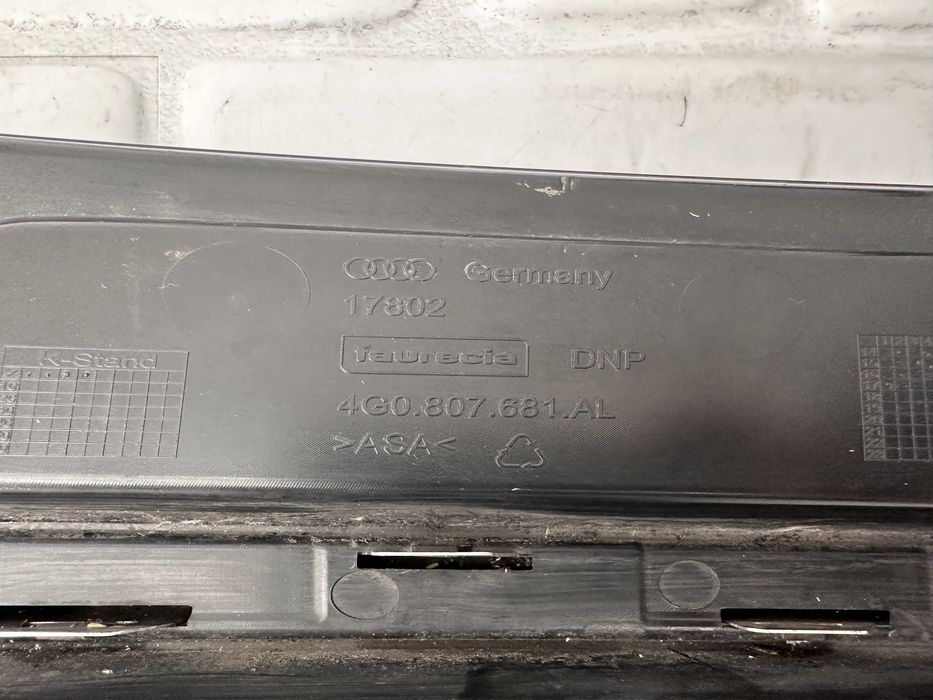 Germany
17802
K-Stand
faurecia DNP
4G0.807.681.AL
>ASA<